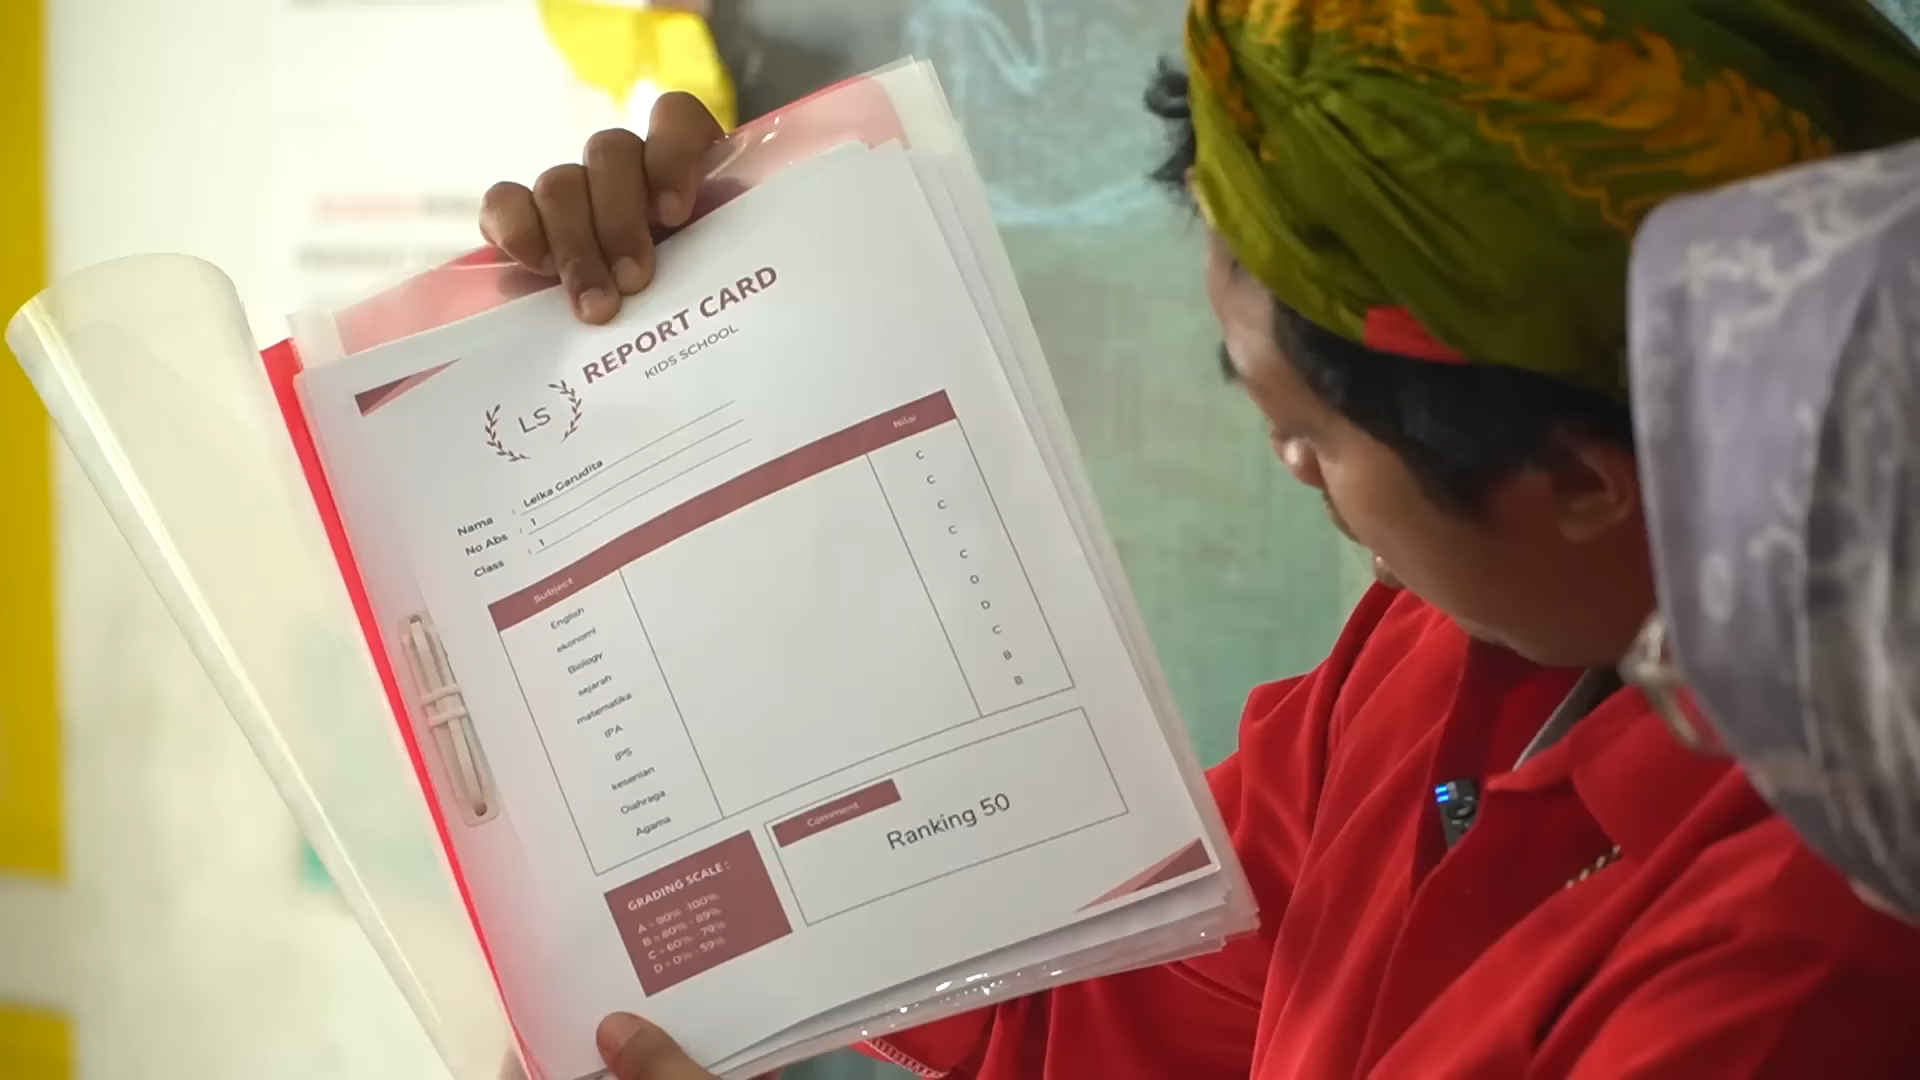 REPORT CARD
KIDS SCHOOL
LS
Nama : Leika Garudita
No Abs : 1
Class : 1
Subject Nilai
English C
ekonomi C
Biology C
sejarah C
matematika C
IPA D
IPS D
kesenian C
Olahraga B
Agama B
Comment
Ranking 50
GRADING SCALE :
A = 90% - 100%
B = 80% - 89%
C = 60% - 79%
D = 0% - 59%